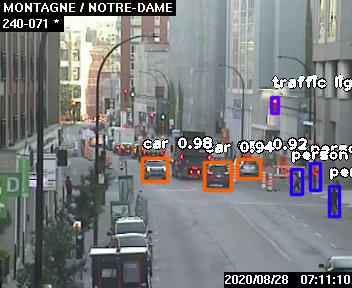 MONTAGNE / NOTRE-DAME
240-071 *
traffic lig
car 0.98
car 0.94
0.92
person
pers
pe
2020/08/28 07:11:10